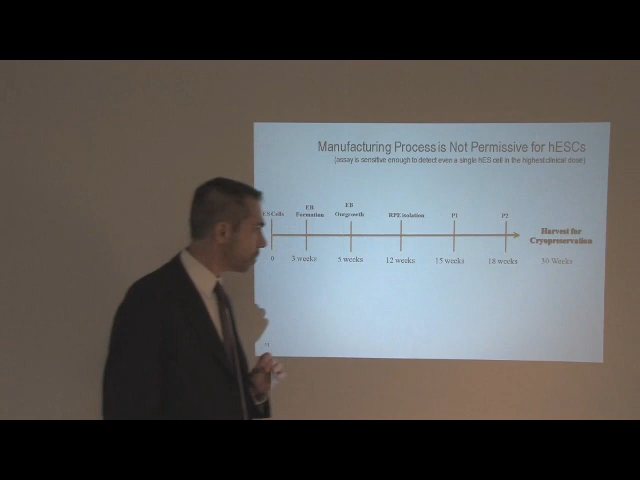 Manufacturing Process is Not Permissive for hESCs
(assay is sensitive enough to detect even a single hES cell in the highest clinical dose)
ES Cells
EB
Formation
EB
Outgrowth
RPE isolation
P1
P2
Harvest for
Cryopreservation
0
3 weeks
5 weeks
12 weeks
15 weeks
18 weeks
30 Weeks